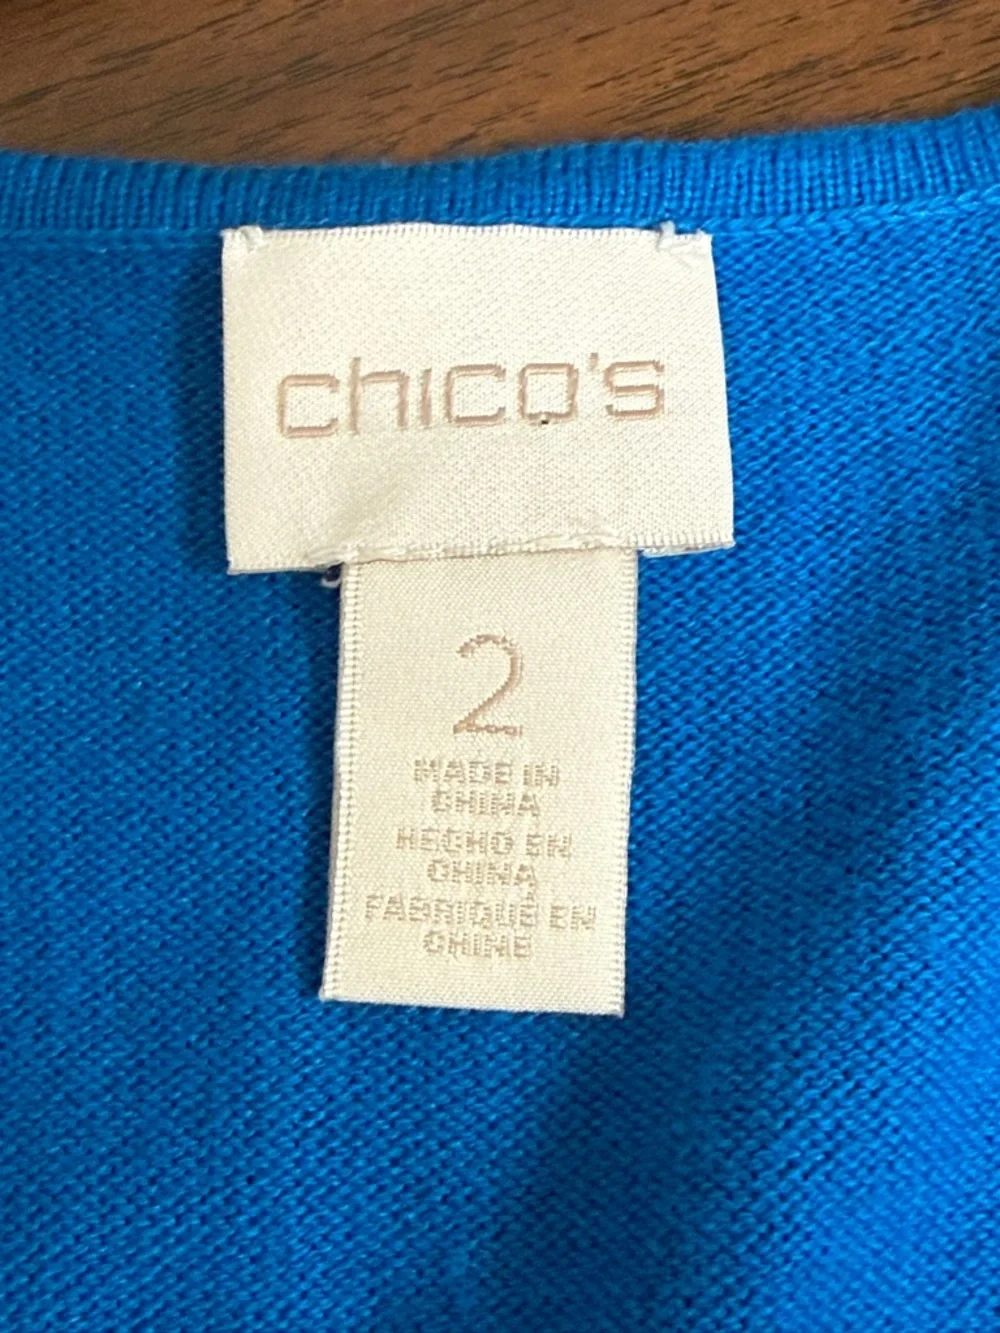 chico's
2
MADE IN
CHINA
HECHO EN
CHINA
FABRIQUÉ EN
CHINE